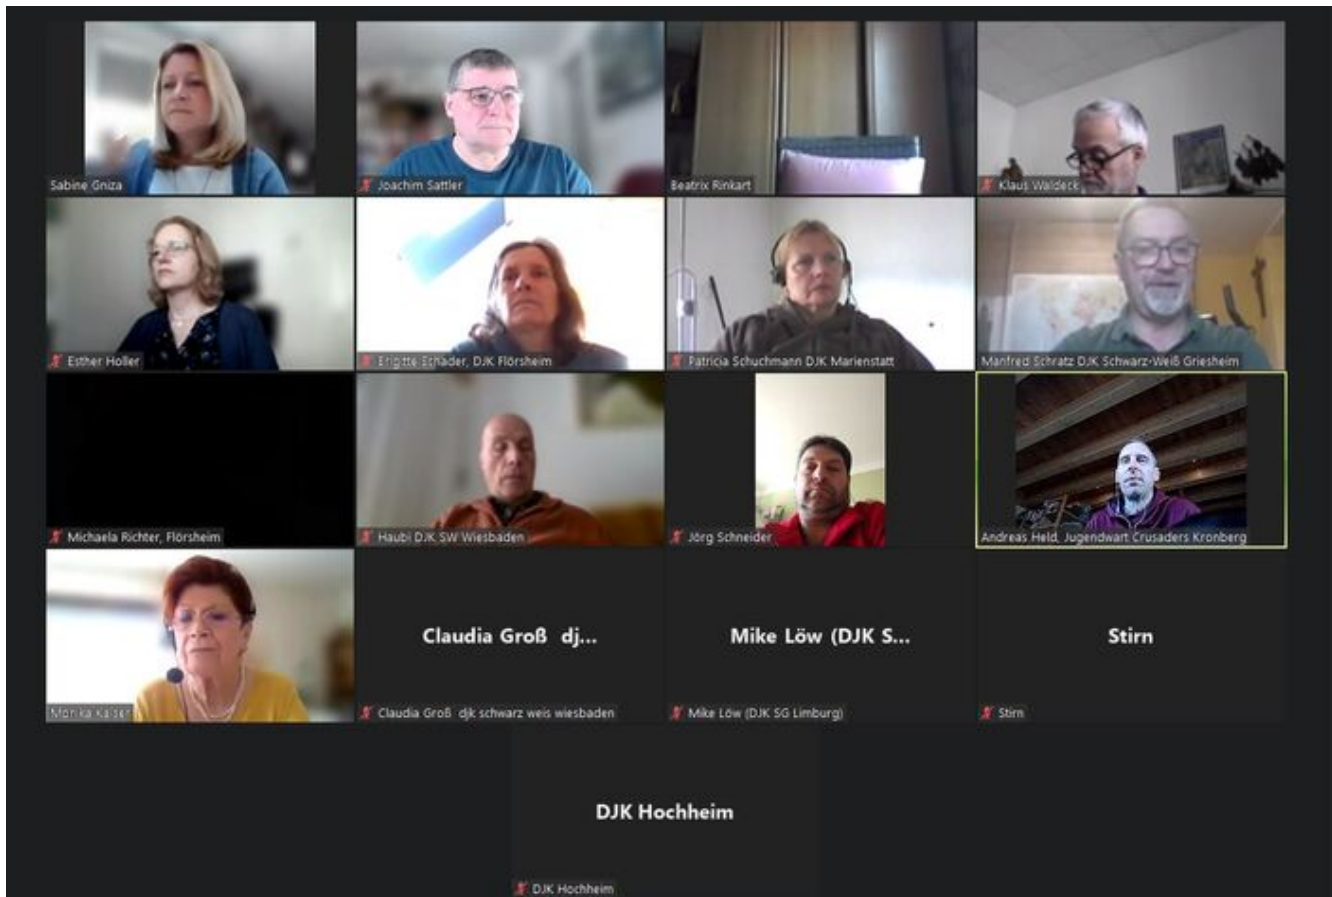 Sabine Gniza
Joachim Sattler
Beatrix Rinkart
Klaus Waldeck
Esther Holler
Brigitte Schader, DJK Flörsheim
Patricia Schuchmann DJK Marienstatt
Manfred Schratz DJK Schwarz-Weiß Griesheim
Michaela Richter, Flörsheim
Haubi DJK SW Wiesbaden
Jörg Schneider
Andreas Held, Jugendwart Crusaders Kronberg
Monika Kaiser
Claudia Groß dj...
Claudia Groß djk schwarz weis wiesbaden
Mike Löw (DJK S...
Mike Löw (DJK SG Limburg)
Stirn
Stirn
DJK Hochheim
DJK Hochheim